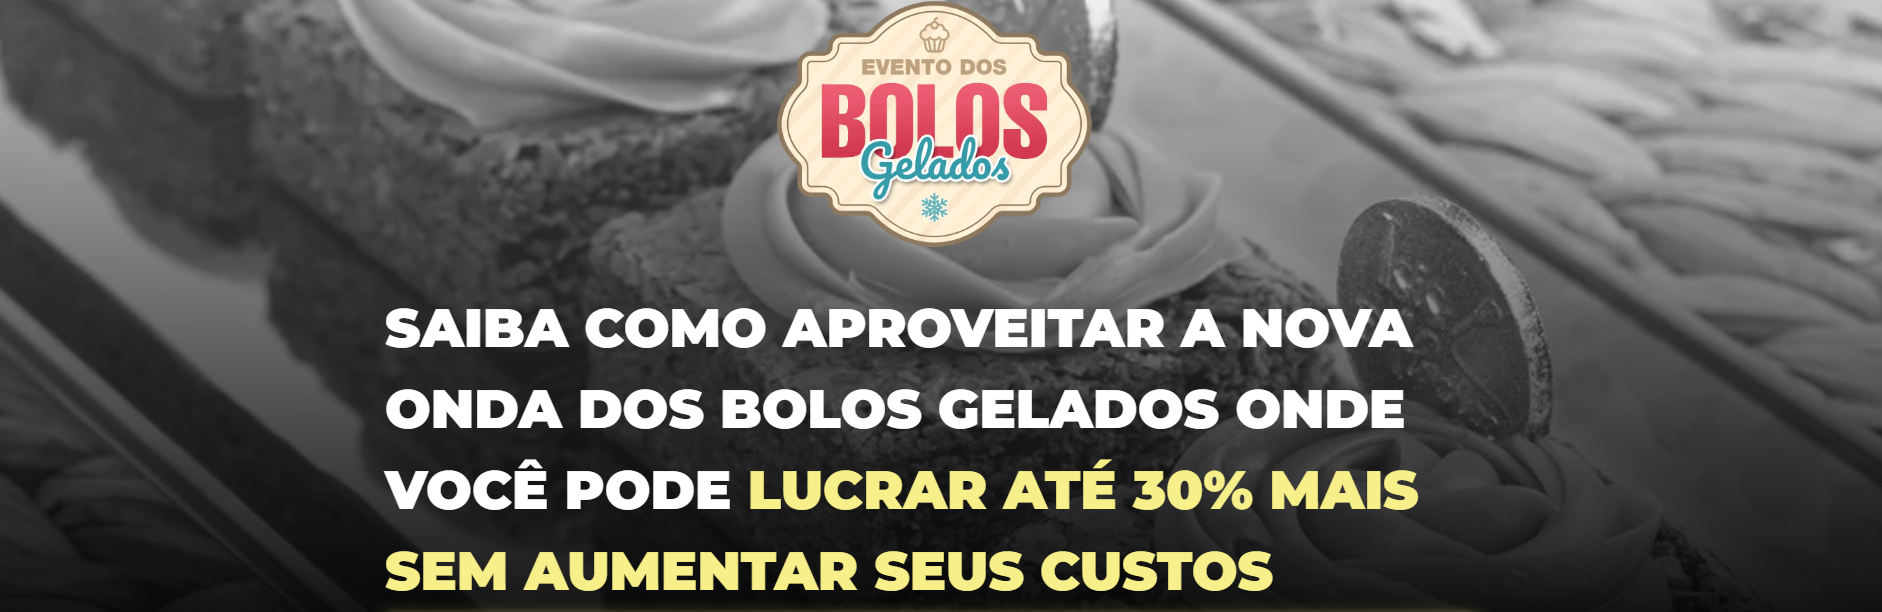 EVENTO DOS
BOLOS
Gelados
SAIBA COMO APROVEITAR A NOVA
ONDA DOS BOLOS GELADOS ONDE
VOCÊ PODE LUCRAR ATÉ 30% MAIS
SEM AUMENTAR SEUS CUSTOS